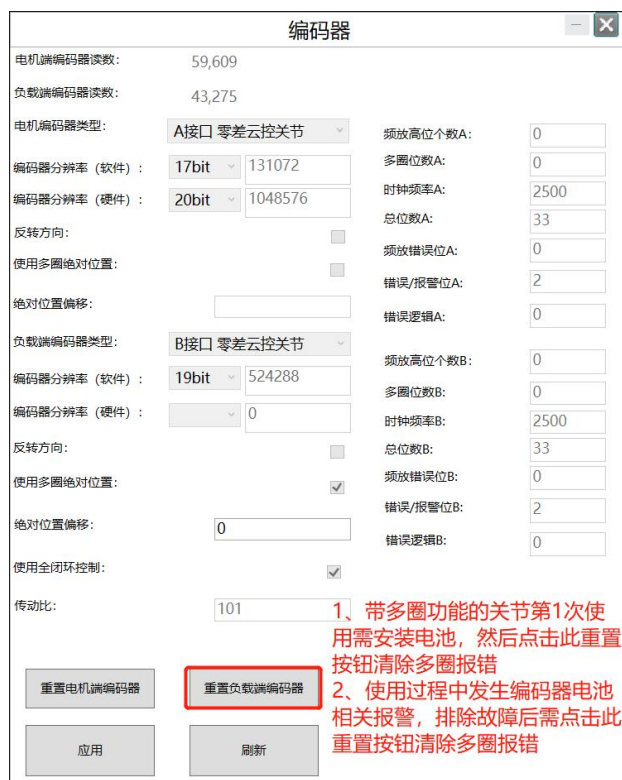 编码器
电机端编码器读数: 59,609
负载端编码器读数: 43,275
电机编码器类型: A接口 零差云控关节
编码器分辨率（软件）: 17bit 131072
编码器分辨率（硬件）: 20bit 1048576
反转方向:
使用多圈绝对位置:
绝对位置偏移:
负载端编码器类型: B接口 零差云控关节
编码器分辨率（软件）: 19bit 524288
编码器分辨率（硬件）: 0
反转方向:
使用多圈绝对位置:
绝对位置偏移: 0
使用全闭环控制:
传动比: 101
频放高位个数A: 0
多圈位数A: 0
时钟频率A: 2500
总位数A: 33
频放错误位A: 0
错误/报警位A: 2
错误逻辑A: 0
频放高位个数B: 0
多圈位数B: 0
时钟频率B: 2500
总位数B: 33
频放错误位B: 0
错误/报警位B: 2
错误逻辑B: 0
1、带多圈功能的关节第1次使
用需安装电池，然后点击此重置
按钮清除多圈报错
2、使用过程中发生编码器电池
相关报警，排除故障后需点击此
重置按钮清除多圈报错
重置电机端编码器 重置负载端编码器
应用 刷新